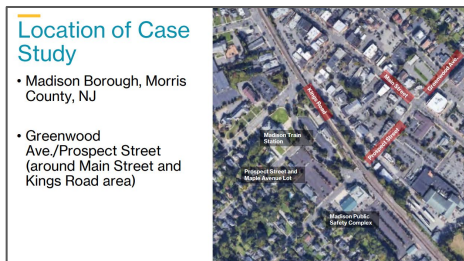 Location of Case
Study
• Madison Borough, Morris
County, NJ
• Greenwood
Ave./Prospect Street
(around Main Street and
Kings Road area)
Kings Road
Main Street
Greenwood Ave.
Prospect Street
Madison Train
Station
Prospect Street and
Maple Avenue Lot
Madison Public
Safety Complex